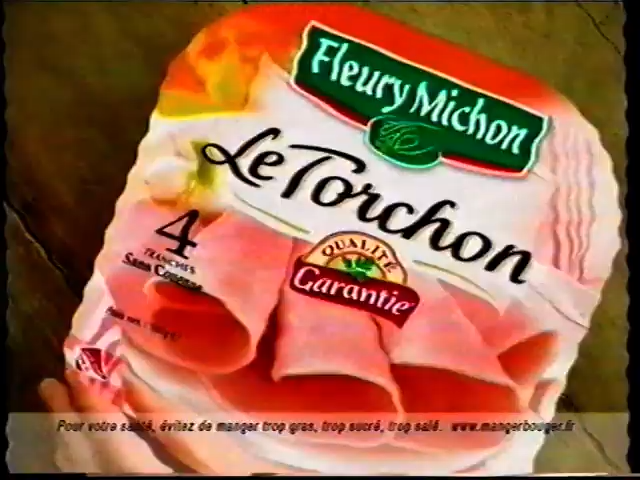 Fleury Michon
Le Torchon
4
TRANCHES
Sans Couenne
QUALITÉ
Garantie
Pour votre santé, évitez de manger trop gras, trop sucré, trop salé. www.mangerbouger.fr